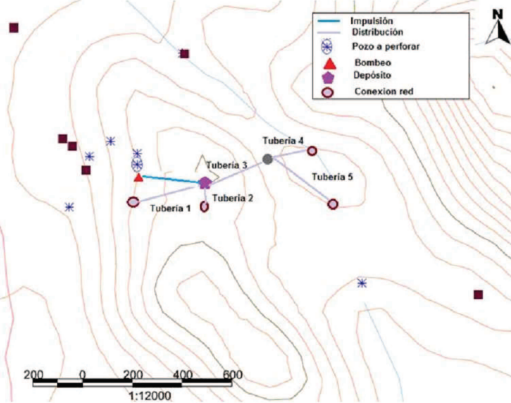 Impulsión
Distribución
Pozo a perforar
Bombeo
Depósito
Conexion red
N
Tubería 4
Tubería 3
Tubería 5
Tubería 2
Tubería 1
200 0 200 400 600
1:12000